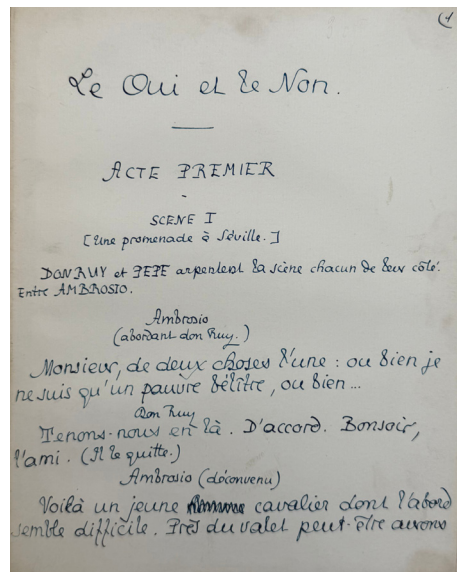 (1
Le Oui et le Non.
ACTE PREMIER
SCENE I
[Une promenade à Séville.]
DON RUY et PEPE arpentent la scène chacun de leur côté.
Entre AMBROSIO.
Ambrosio
(abordant don Ruy.)
Monsieur, de deux choses l'une : ou bien je
ne suis qu'un pauvre bélître, ou bien ...
Don Ruy
Tenons-nous en là. D'accord. Bonsoir,
l'ami. (Il le quitte.)
Ambrosio (déconvenu)
Voilà un jeune cavalier dont l'abord
semble difficile. Près du valet peut-être aurons